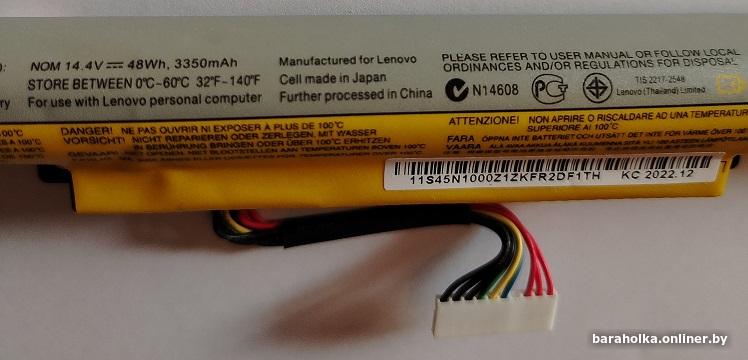 NOM 14.4V⎓48Wh, 3350mAh
STORE BETWEEN 0℃~60℃ 32℉~140℉
For use with Lenovo personal computer
Manufactured for Lenovo
Cell made in Japan
Further processed in China
PLEASE REFER TO USER MANUAL OR FOLLOW LOCAL
ORDINANCES AND/OR REGULATIONS FOR DISPOSAL
N14608
TIS 2217-2548
Lenovo (Thailand) Limited
DANGER! NE PAS OUVRIR NI EXPOSER À PLUS DE 100℃
VORSICHT! NICHT REPARIEREN ODER ZERLEGEN, MIT WASSER
IN BERÜHRUNG BRINGEN ODER ÜBER 100℃ ERHITZEN
ATTENZIONE! NON APRIRE O RISCALDARE AD UNA TEMPERATURA
SUPERIORE AI 100℃
FARA ÖPPNA INTE BATTERIET OCH UTSÄTT DET INTE FÖR VÄRME ÖVER 100
VAARA
11S45N1000Z1ZKFR2DF1TH KC 2022.12
baraholka.onliner.by